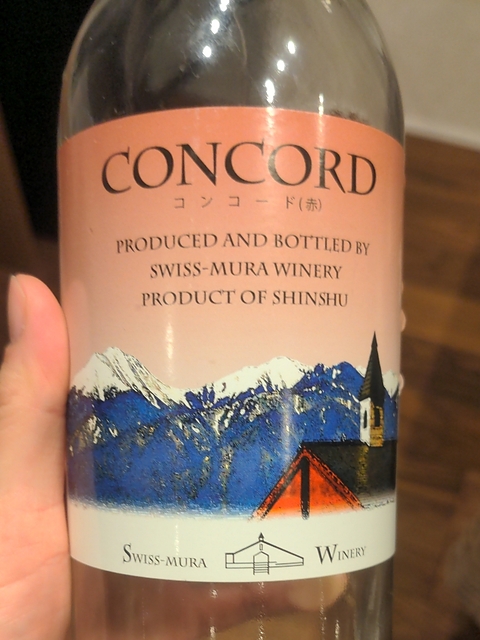 CONCORD
コンコード(赤)
PRODUCED AND BOTTLED BY
SWISS-MURA WINERY
PRODUCT OF SHINSHU
SWISS-MURA WINERY